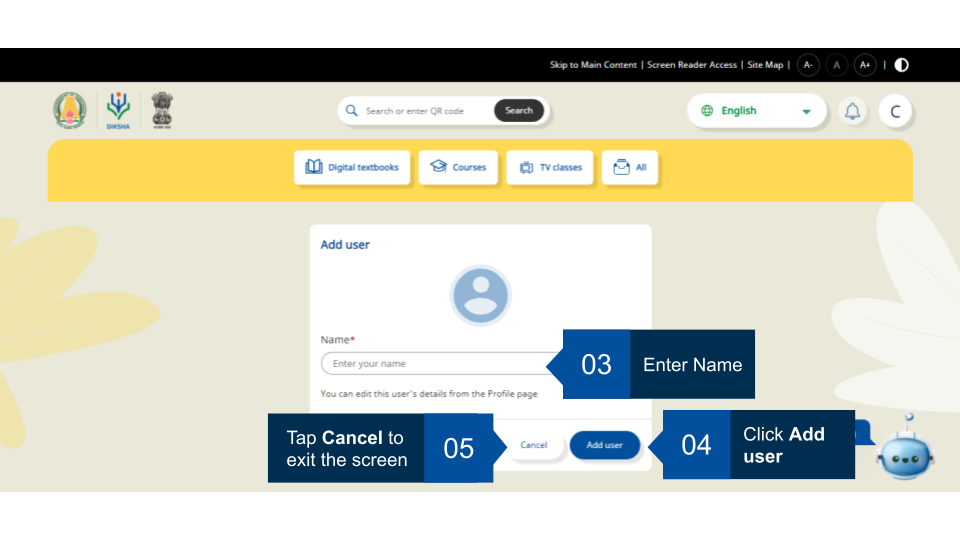 Skip to Main Content | Screen Reader Access | Site Map | A- A A+ |
DIKSHA
Search or enter QR code Search
English
C
Digital textbooks Courses TV classes All
Add user
Name*
Enter your name
03 Enter Name
You can edit this user's details from the Profile page
Tap Cancel to
exit the screen
05
Cancel Add user
04
Click Add
user